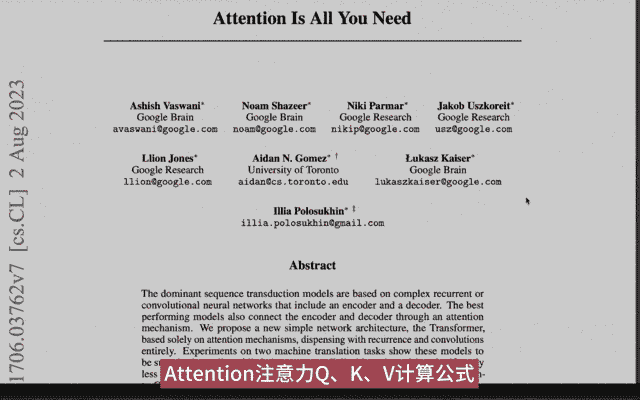 Attention Is All You Need
1706.03762v7 [cs.CL] 2 Aug 2023
Ashish Vaswani* Noam Shazeer* Niki Parmar* Jakob Uszkoreit*
Google Brain Google Brain Google Research Google Research
avaswani@google.com noam@google.com nikip@google.com usz@google.com
Llion Jones* Aidan N. Gomez* † Łukasz Kaiser*
Google Research University of Toronto Google Brain
llion@google.com aidan@cs.toronto.edu lukaszkaiser@google.com
Illia Polosukhin* ‡
illia.polosukhin@gmail.com
Abstract
The dominant sequence transduction models are based on complex recurrent or
convolutional neural networks that include an encoder and a decoder. The best
performing models also connect the encoder and decoder through an attention
mechanism. We propose a new simple network architecture, the Transformer,
based solely on attention mechanisms, dispensing with recurrence and convolutions
entirely. Experiments on two machine translation tasks show these models to
be
less
Attention注意力Q、K、V计算公式